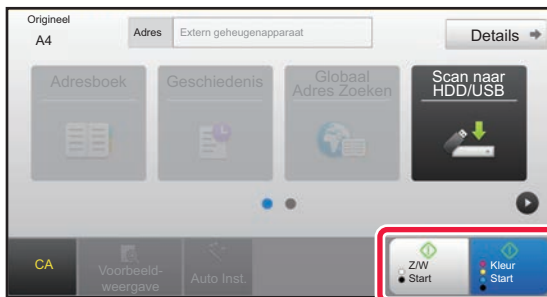 Origineel
A4
Adres
Extern geheugenapparaat
Details
Adresboek
Geschiedenis
Globaal
Adres Zoeken
Scan naar
HDD/USB
CA
Voorbeeld-
weergave
Auto Inst.
Z/W
Start
Kleur
Start